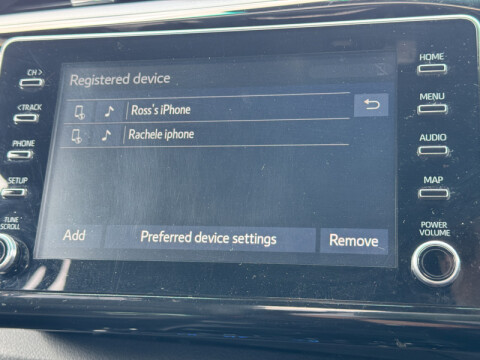 Registered device
Ross's iPhone
Rachele iphone
Add
Preferred device settings
Remove
CH >
< TRACK
PHONE
SETUP
TUNE
SCROLL
HOME
MENU
AUDIO
MAP
POWER
VOLUME